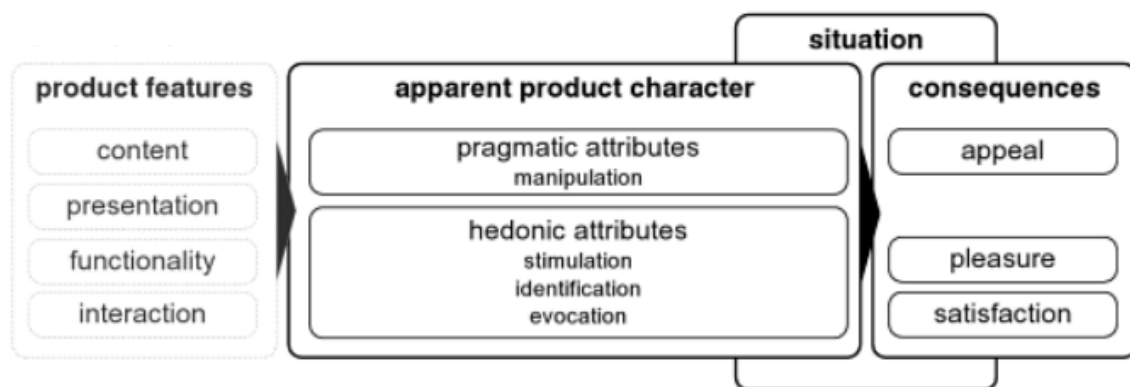 situation
product features
content
presentation
functionality
interaction
apparent product character
pragmatic attributes
manipulation
hedonic attributes
stimulation
identification
evocation
consequences
appeal
pleasure
satisfaction